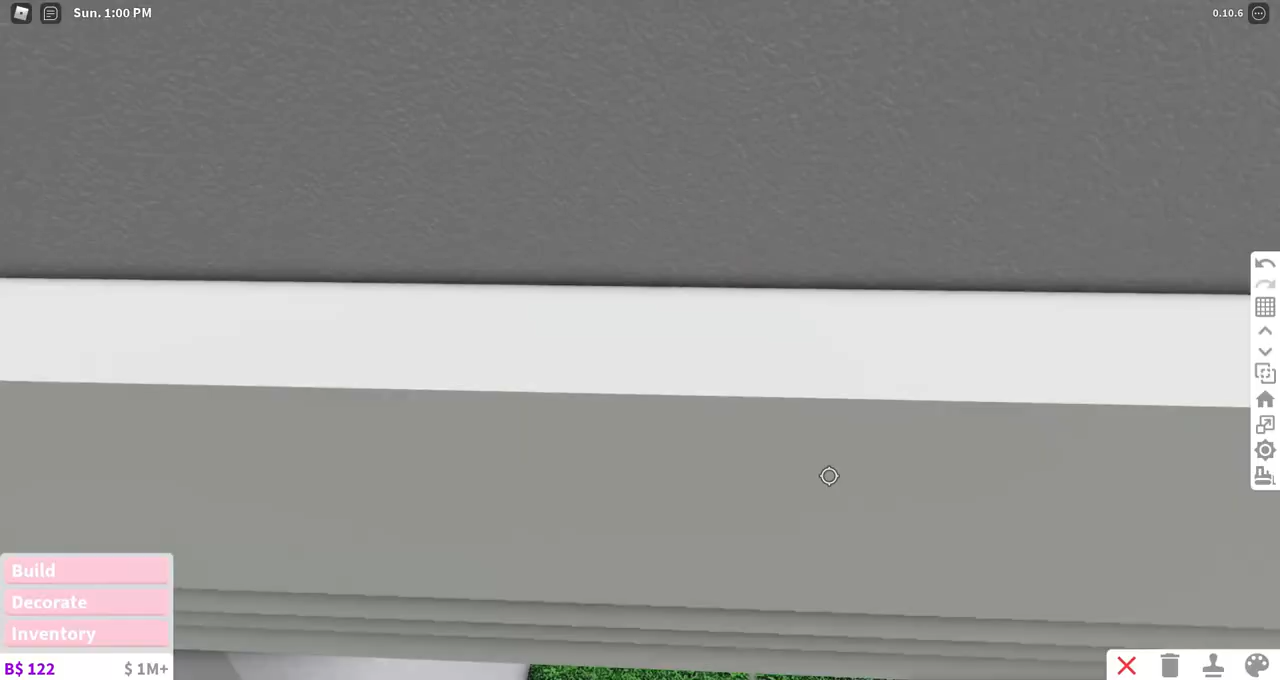 Sun. 1:00 PM
0.10.6
Build
Decorate
Inventory
B$ 122
$ 1M+